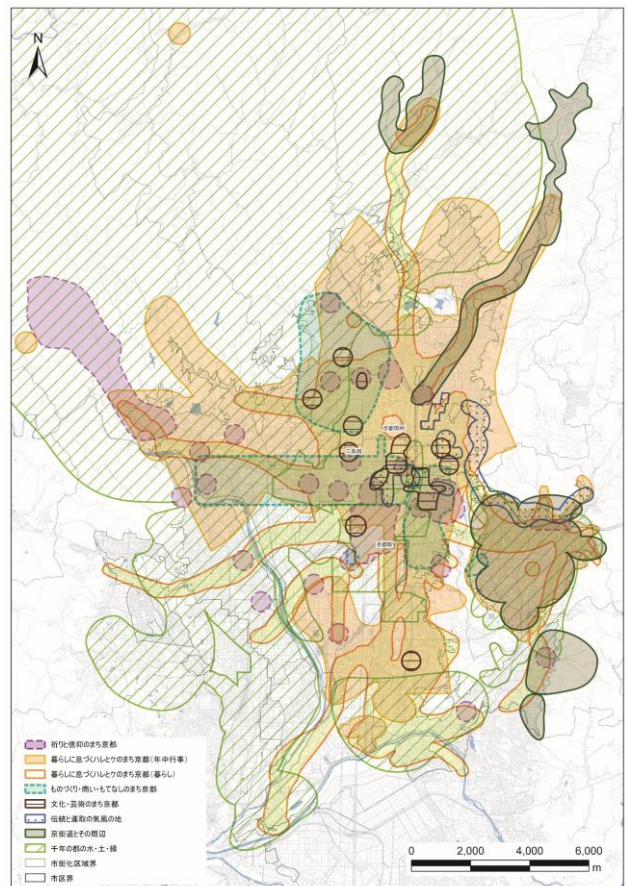 N
京都御所
二条城
京都駅
祈りと信仰のまち京都
暮らしに息づくハレとケのまち京都(年中行事)
暮らしに息づくハレとケのまち京都(暮らし)
ものづくり・商い・もてなしのまち京都
文化・芸術のまち京都
伝統と進取の気風の地
京街道とその周辺
千年の都の水・土・緑
市街化区域界
市区界
0 2,000 4,000 6,000
m